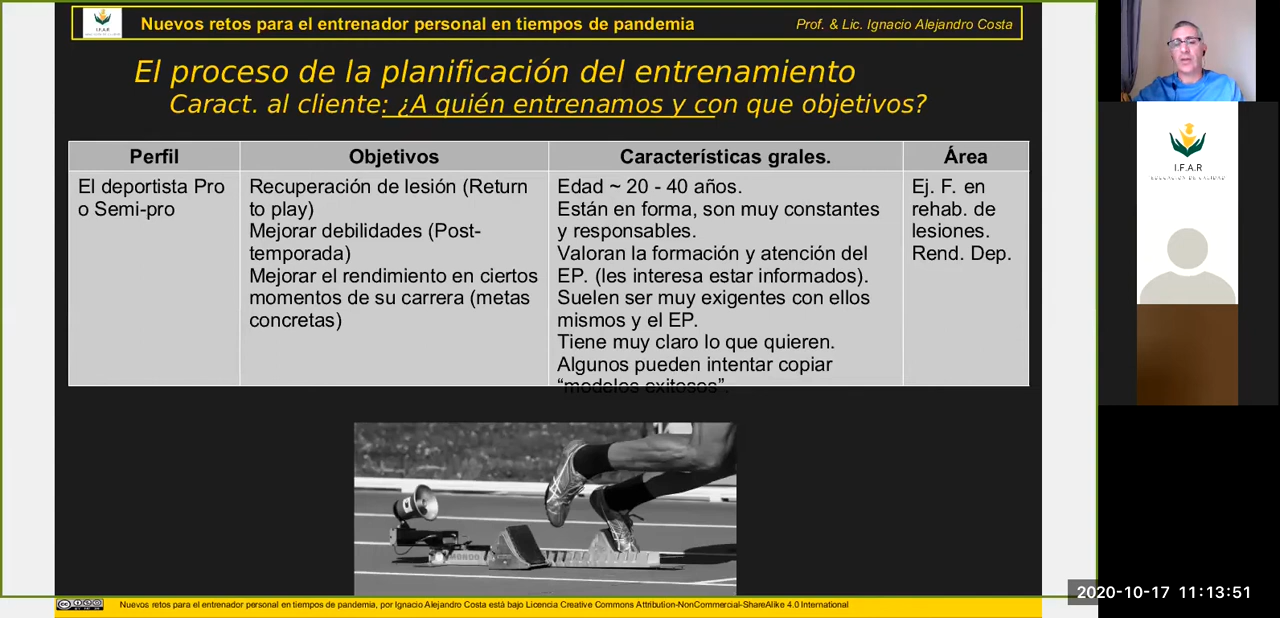 Nuevos retos para el entrenador personal en tiempos de pandemia
Prof. & Lic. Ignacio Alejandro Costa
I.F.A.R
El proceso de la planificación del entrenamiento
Caract. al cliente: ¿A quién entrenamos y con que objetivos?
Perfil
Objetivos
Características grales.
Área
El deportista Pro
o Semi-pro
Recuperación de lesión (Return
to play)
Mejorar debilidades (Post-
temporada)
Mejorar el rendimiento en ciertos
momentos de su carrera (metas
concretas)
Edad ~ 20 - 40 años.
Están en forma, son muy constantes
y responsables.
Valoran la formación y atención del
EP. (les interesa estar informados).
Suelen ser muy exigentes con ellos
mismos y el EP.
Tiene muy claro lo que quieren.
Algunos pueden intentar copiar
“modelos exitosos”.
Ej. F. en
rehab. de
lesiones.
Rend. Dep.
MONDO
Nuevos retos para el entrenador personal en tiempos de pandemia, por Ignacio Alejandro Costa está bajo Licencia Creative Commons Attribution-NonCommercial-ShareAlike 4.0 International
I.F.A.R
EDUCACIÓN DE CALIDAD
2020-10-17 11:13:51